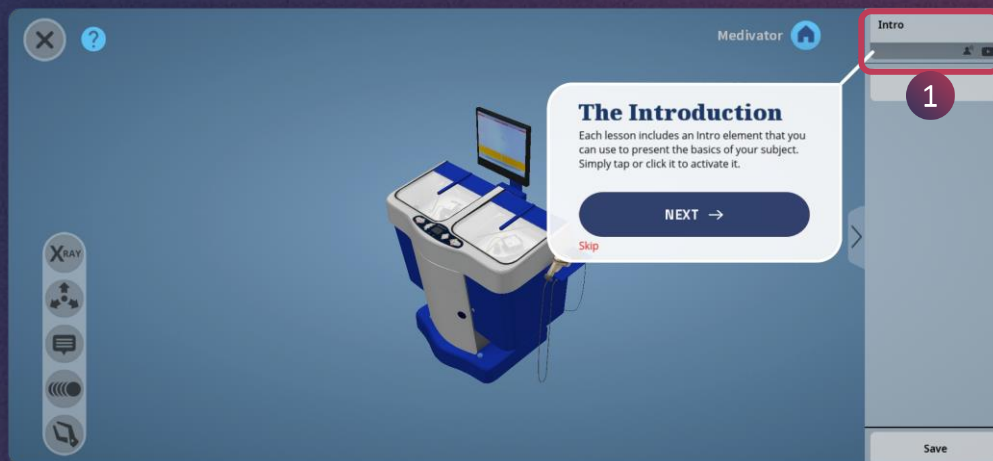 ?
Medivator
Intro
1
The Introduction
Each lesson includes an Intro element that you
can use to present the basics of your subject.
Simply tap or click it to activate it.
NEXT →
Skip
XRAY
Save